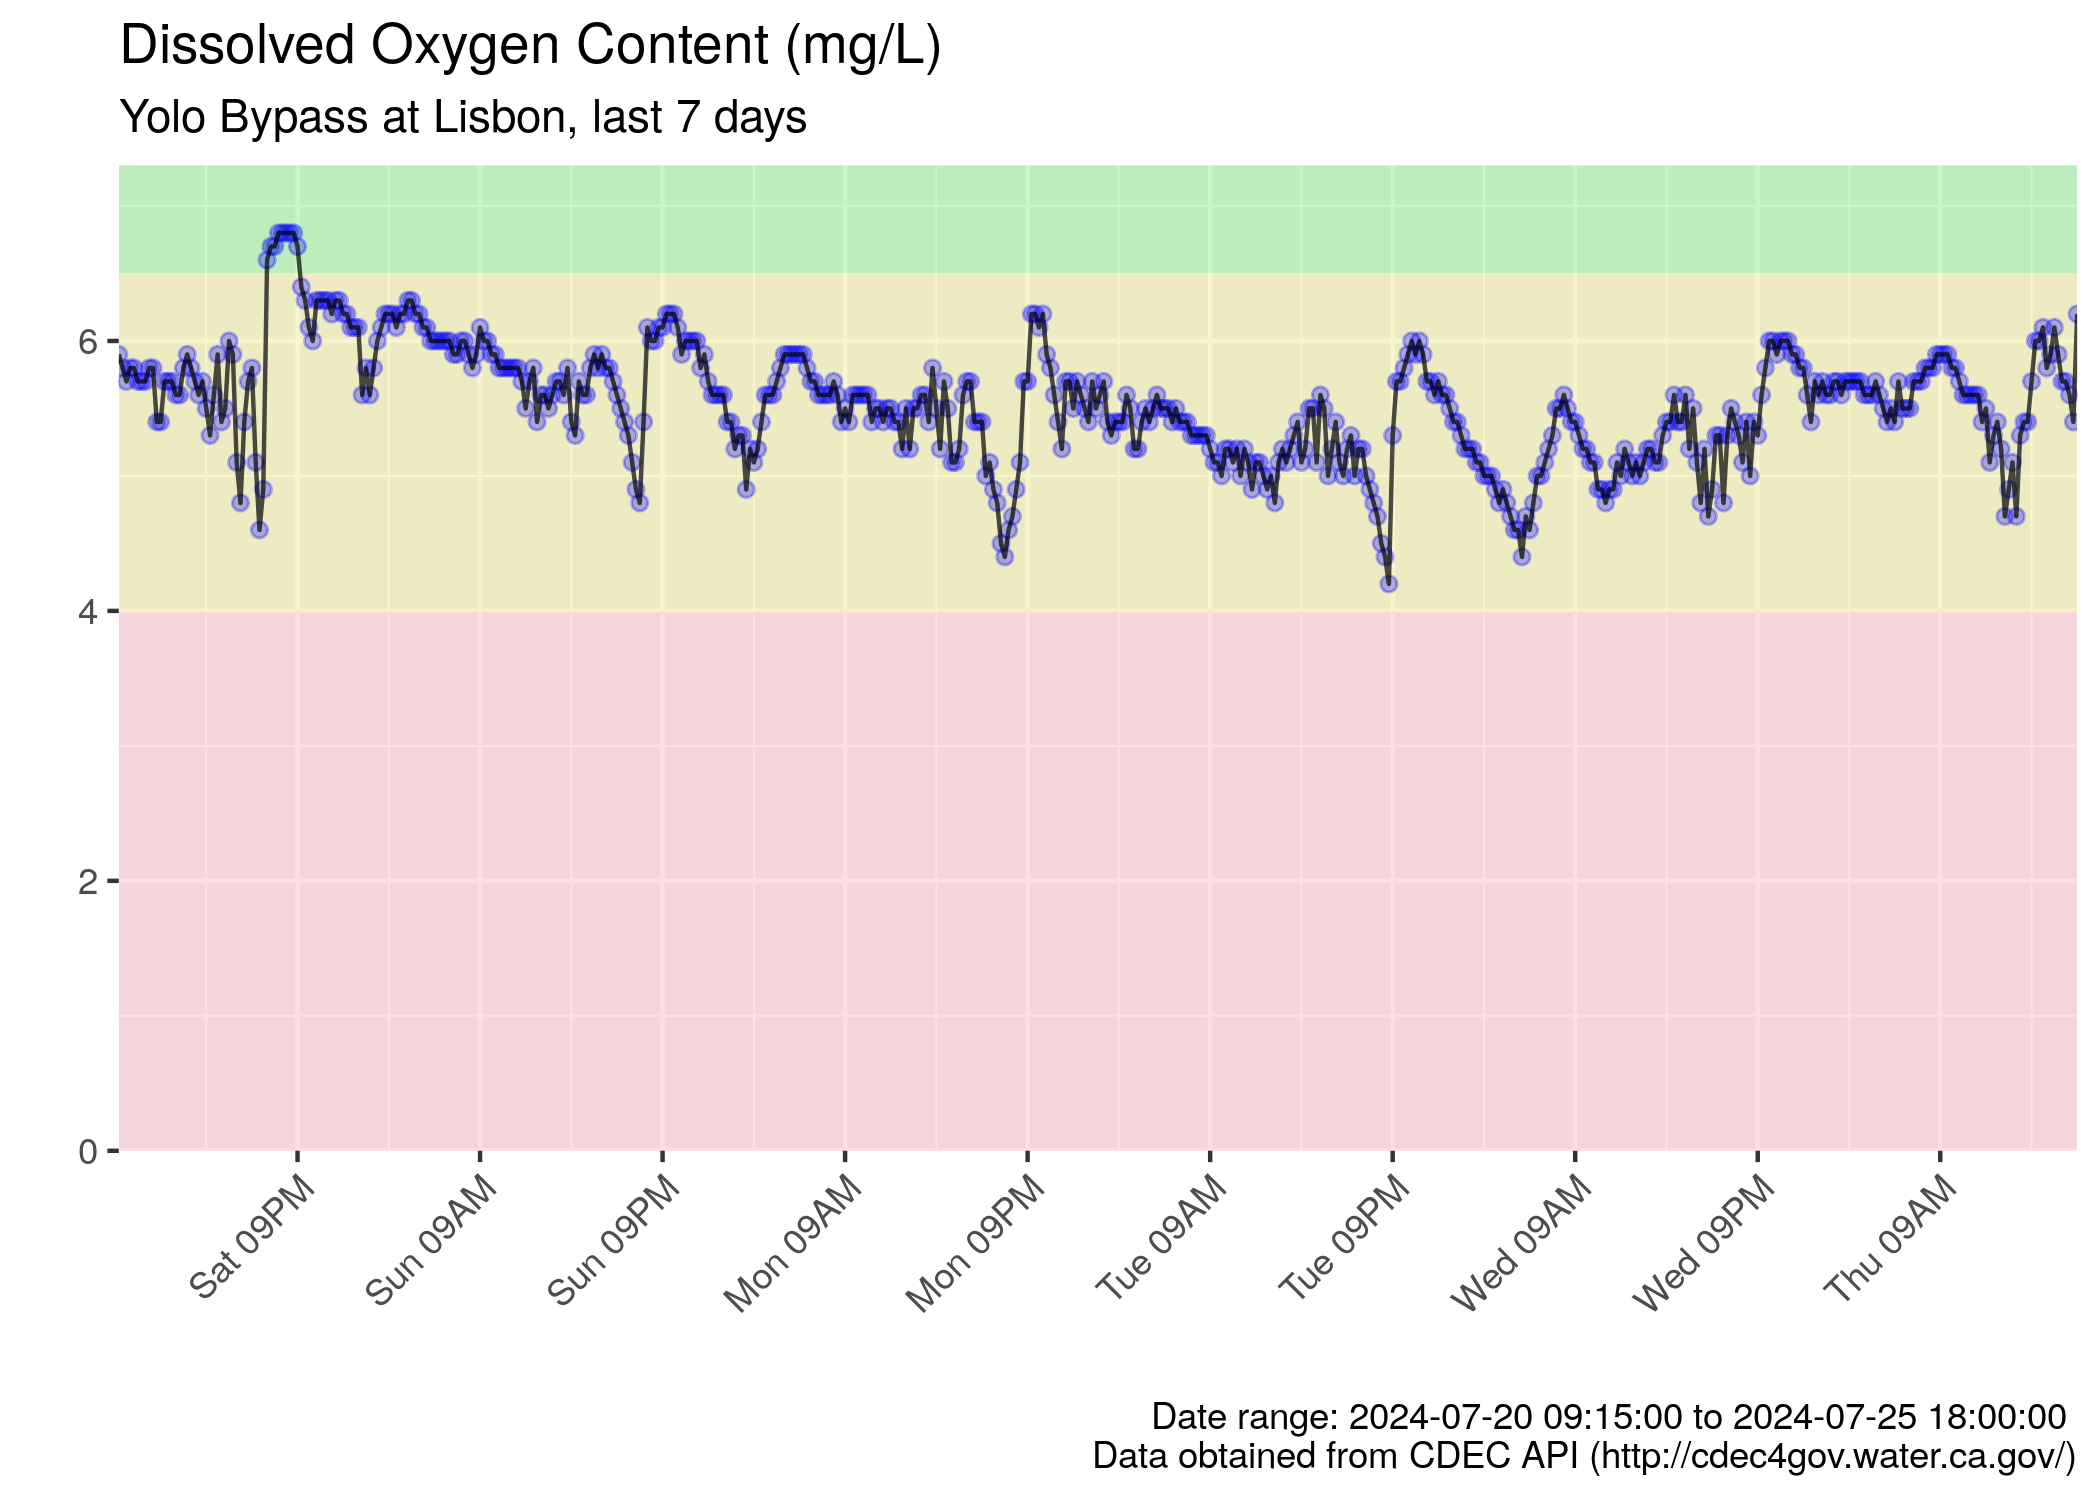 Dissolved Oxygen Content (mg/L)
Yolo Bypass at Lisbon, last 7 days
6
4
2
0
Sat 09PM
Sun 09AM
Sun 09PM
Mon 09AM
Mon 09PM
Tue 09AM
Tue 09PM
Wed 09AM
Wed 09PM
Thu 09AM
Date range: 2024-07-20 09:15:00 to 2024-07-25 18:00:00
Data obtained from CDEC API (http://cdec4gov.water.ca.gov/)